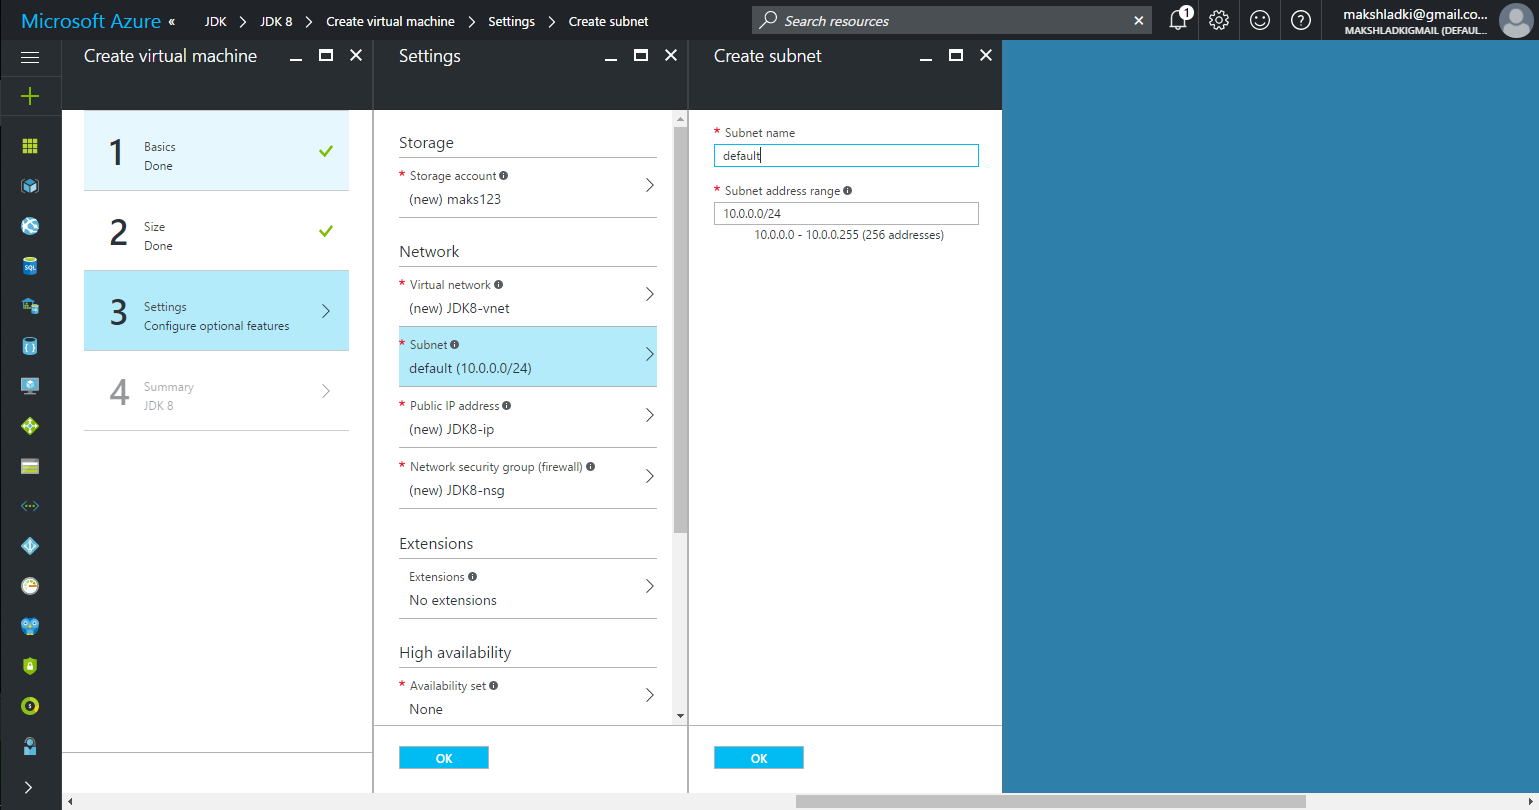 Microsoft Azure « JDK > JDK 8 > Create virtual machine > Settings > Create subnet
Search resources
1
makshladki@gmail.co...
MAKSHLADKIGMAIL (DEFAUL...
Create virtual machine
1
Basics
Done
2
Size
Done
3
Settings
Configure optional features
4
Summary
JDK 8
Settings
Storage
* Storage account
(new) maks123
Network
* Virtual network
(new) JDK8-vnet
* Subnet
default (10.0.0.0/24)
* Public IP address
(new) JDK8-ip
* Network security group (firewall)
(new) JDK8-nsg
Extensions
Extensions
No extensions
High availability
* Availability set
None
OK
Create subnet
* Subnet name
default
* Subnet address range
10.0.0.0/24
10.0.0.0 - 10.0.0.255 (256 addresses)
OK
SQL